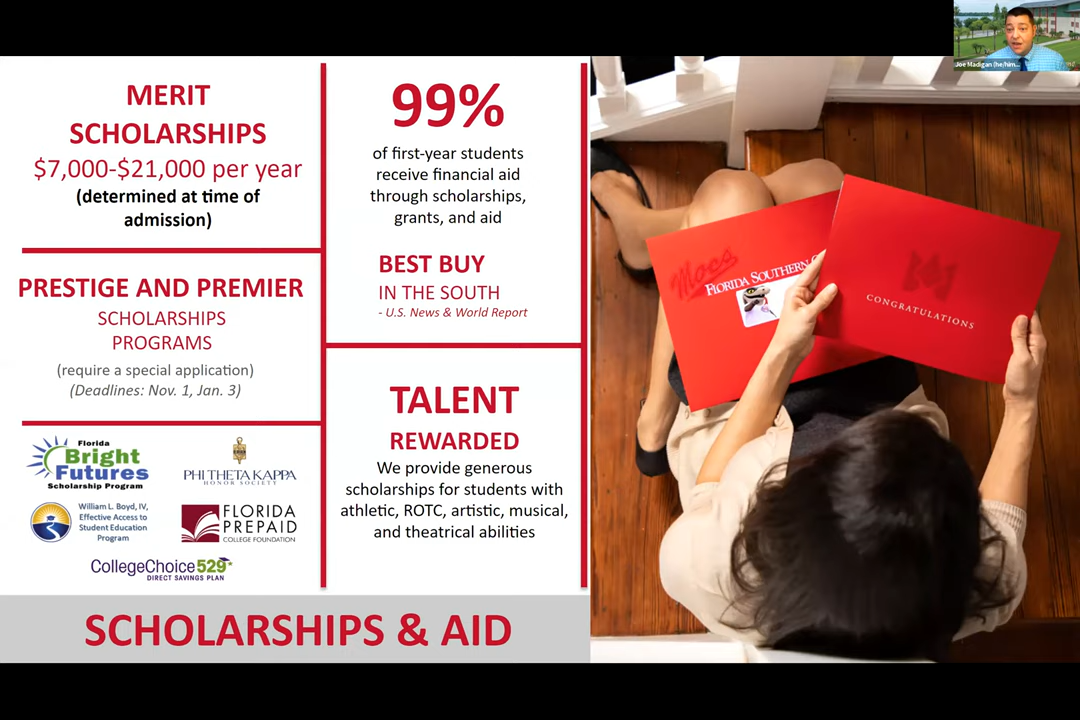 MERIT
SCHOLARSHIPS
$7,000-$21,000 per year
(determined at time of
admission)
PRESTIGE AND PREMIER
SCHOLARSHIPS
PROGRAMS
(require a special application)
(Deadlines: Nov. 1, Jan. 3)
Florida
Bright
Futures
Scholarship Program
PHI THETA KAPPA
HONOR SOCIETY
William L. Boyd, IV,
Effective Access to
Student Education
Program
FLORIDA
PREPAID
COLLEGE FOUNDATION
CollegeChoice 529
DIRECT SAVINGS PLAN
99%
of first-year students
receive financial aid
through scholarships,
grants, and aid
BEST BUY
IN THE SOUTH
- U.S. News & World Report
TALENT
REWARDED
We provide generous
scholarships for students with
athletic, ROTC, artistic, musical,
and theatrical abilities
SCHOLARSHIPS & AID
Mocs
FLORIDA SOUTHERN
CONGRATULATIONS
Joe Madigan (he/him...